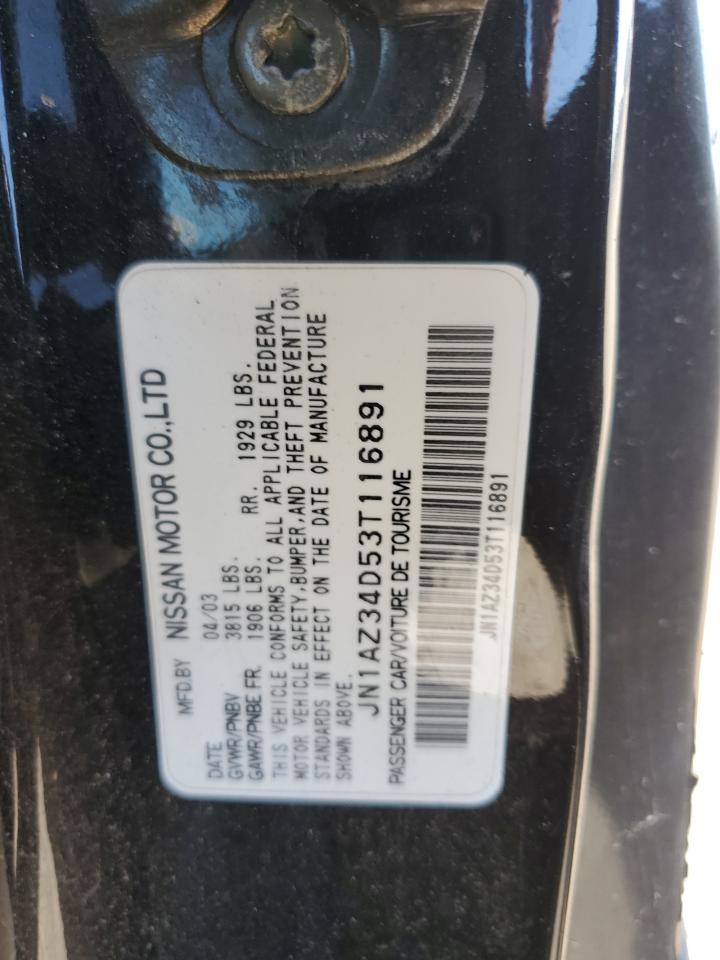 MFD.BY NISSAN MOTOR CO.,LTD
DATE 04/03
GVWR/PNBV 3815 LBS.
GAWR/PNBE FR. 1906 LBS. RR. 1929 LBS.
THIS VEHICLE CONFORMS TO ALL APPLICABLE FEDERAL
MOTOR VEHICLE SAFETY,BUMPER,AND THEFT PREVENTION
STANDARDS IN EFFECT ON THE DATE OF MANUFACTURE
SHOWN ABOVE.
JN1AZ34D53T116891
PASSENGER CAR/VOITURE DE TOURISME
JN1AZ34D53T116891